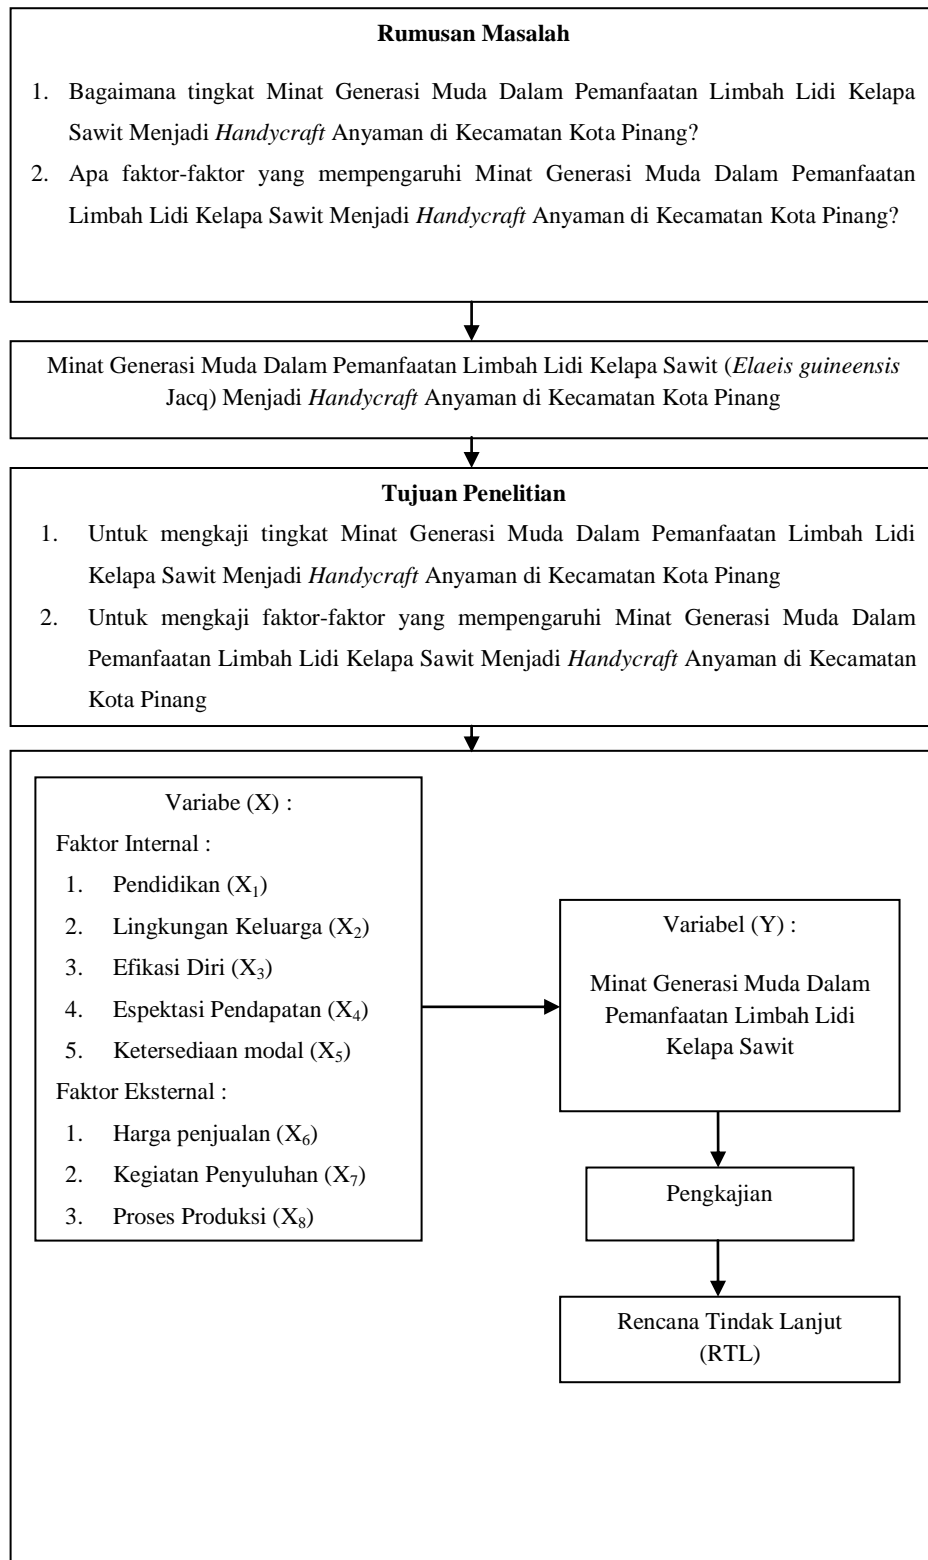 Rumusan Masalah
1. Bagaimana tingkat Minat Generasi Muda Dalam Pemanfaatan Limbah Lidi Kelapa
Sawit Menjadi Handycraft Anyaman di Kecamatan Kota Pinang?
2. Apa faktor-faktor yang mempengaruhi Minat Generasi Muda Dalam Pemanfaatan
Limbah Lidi Kelapa Sawit Menjadi Handycraft Anyaman di Kecamatan Kota Pinang?
Minat Generasi Muda Dalam Pemanfaatan Limbah Lidi Kelapa Sawit (Elaeis guineensis
Jacq) Menjadi Handycraft Anyaman di Kecamatan Kota Pinang
Tujuan Penelitian
1. Untuk mengkaji tingkat Minat Generasi Muda Dalam Pemanfaatan Limbah Lidi
Kelapa Sawit Menjadi Handycraft Anyaman di Kecamatan Kota Pinang
2. Untuk mengkaji faktor-faktor yang mempengaruhi Minat Generasi Muda Dalam
Pemanfaatan Limbah Lidi Kelapa Sawit Menjadi Handycraft Anyaman di Kecamatan
Kota Pinang
Variabe (X) :
Faktor Internal :
1. Pendidikan (X₁)
2. Lingkungan Keluarga (X₂)
3. Efikasi Diri (X₃)
4. Espektasi Pendapatan (X₄)
5. Ketersediaan modal (X₅)
Faktor Eksternal :
1. Harga penjualan (X₆)
2. Kegiatan Penyuluhan (X₇)
3. Proses Produksi (X₈)
Variabel (Y) :
Minat Generasi Muda Dalam
Pemanfaatan Limbah Lidi
Kelapa Sawit
Pengkajian
Rencana Tindak Lanjut
(RTL)